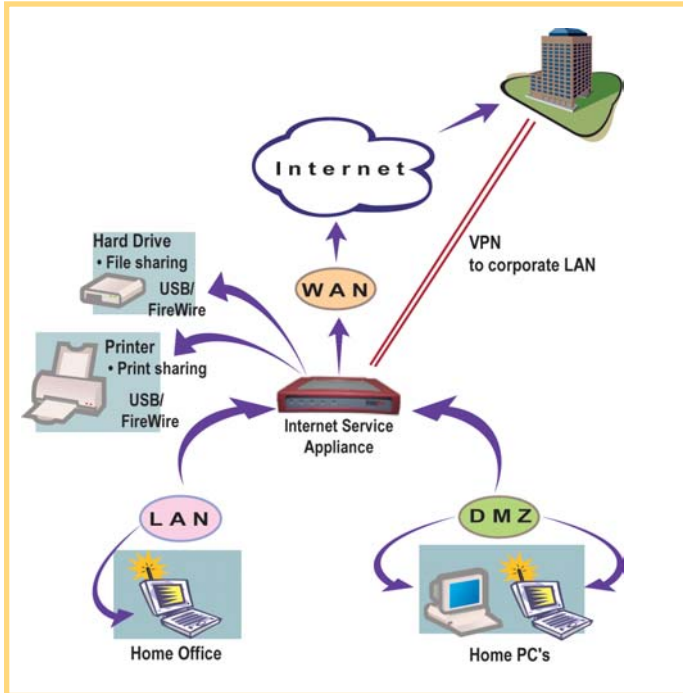 Internet
VPN
to corporate LAN
Hard Drive
• File sharing
USB/
FireWire
WAN
Printer
• Print sharing
USB/
FireWire
Internet Service
Appliance
LAN
DMZ
Home Office
Home PC's